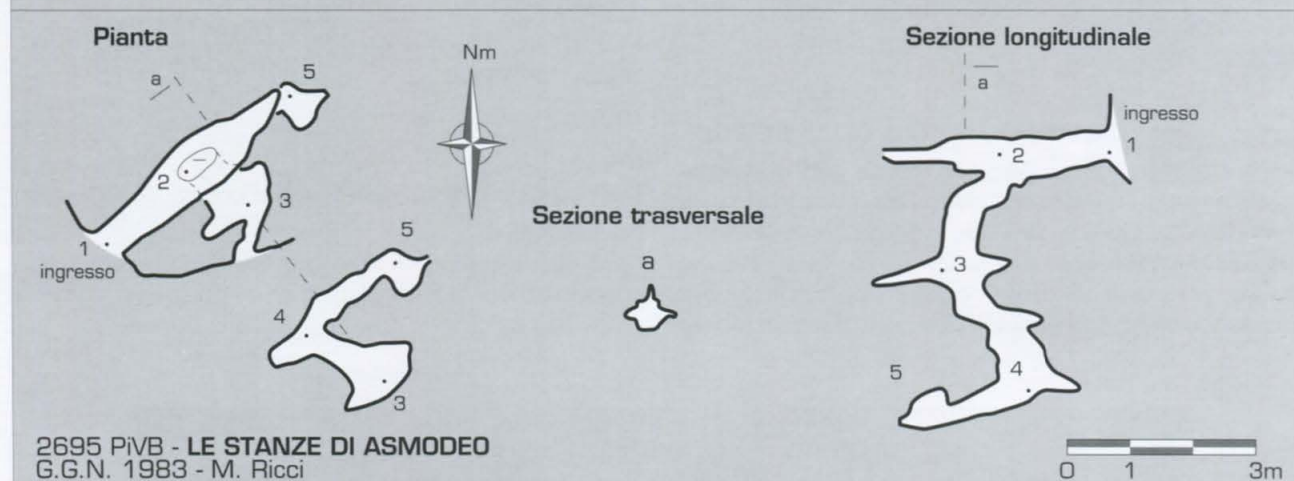 Pianta
a
5
Nm
2
3
1
ingresso
5
4
3
Sezione trasversale
a
Sezione longitudinale
a
ingresso
1
2
3
5
4
2695 PiVB - LE STANZE DI ASMODEO
G.G.N. 1983 - M. Ricci
0 1 3m